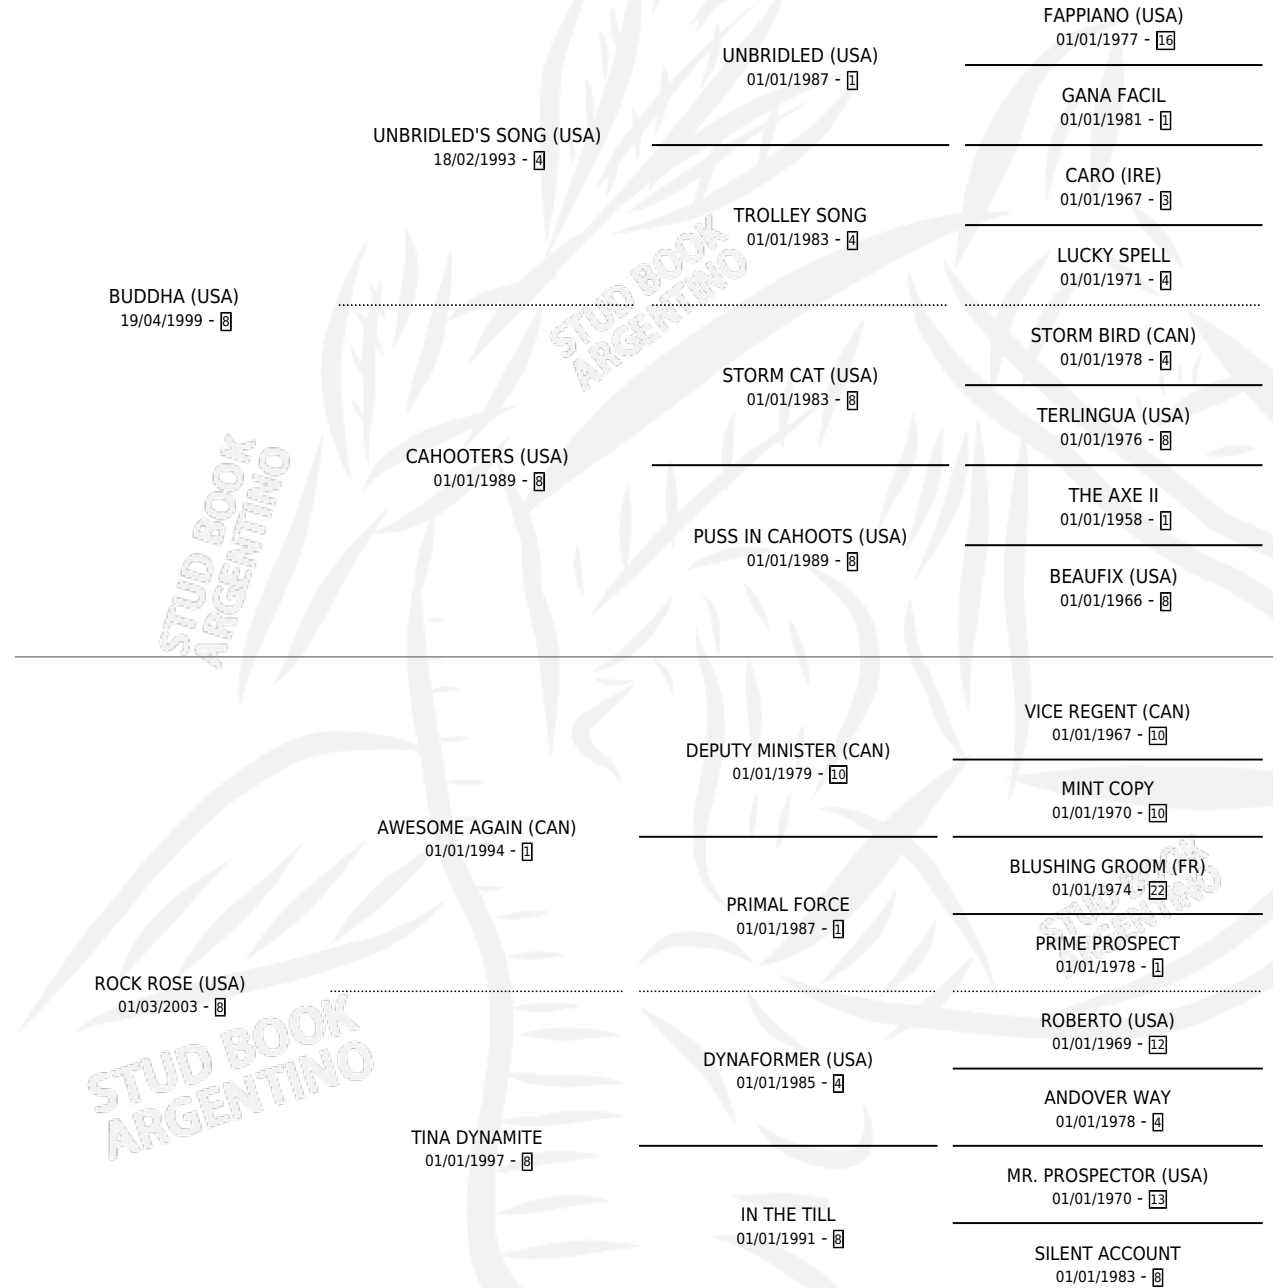 FAPPIANO (USA)
01/01/1977 - 16
UNBRIDLED (USA)
01/01/1987 - 1
GANA FACIL
01/01/1981 - 1
UNBRIDLED'S SONG (USA)
18/02/1993 - 4
CARO (IRE)
01/01/1967 - 3
TROLLEY SONG
01/01/1983 - 4
LUCKY SPELL
01/01/1971 - 4
BUDDHA (USA)
19/04/1999 - 8
STORM BIRD (CAN)
01/01/1978 - 4
STORM CAT (USA)
01/01/1983 - 8
TERLINGUA (USA)
01/01/1976 - 8
CAHOOTERS (USA)
01/01/1989 - 8
THE AXE II
01/01/1958 - 1
PUSS IN CAHOOTS (USA)
01/01/1989 - 8
BEAUFIX (USA)
01/01/1966 - 8
STUD BOOK
ARGENTINO
STUD BOOK
ARGENTINO
VICE REGENT (CAN)
01/01/1967 - 10
DEPUTY MINISTER (CAN)
01/01/1979 - 10
MINT COPY
01/01/1970 - 10
AWESOME AGAIN (CAN)
01/01/1994 - 1
BLUSHING GROOM (FR)
01/01/1974 - 22
PRIMAL FORCE
01/01/1987 - 1
PRIME PROSPECT
01/01/1978 - 1
ROCK ROSE (USA)
01/03/2003 - 8
ROBERTO (USA)
01/01/1969 - 12
DYNAFORMER (USA)
01/01/1985 - 4
ANDOVER WAY
01/01/1978 - 4
TINA DYNAMITE
01/01/1997 - 8
MR. PROSPECTOR (USA)
01/01/1970 - 13
IN THE TILL
01/01/1991 - 8
SILENT ACCOUNT
01/01/1983 - 8
STUD BOOK
ARGENTINO
STUD BOOK
ARGENTINO